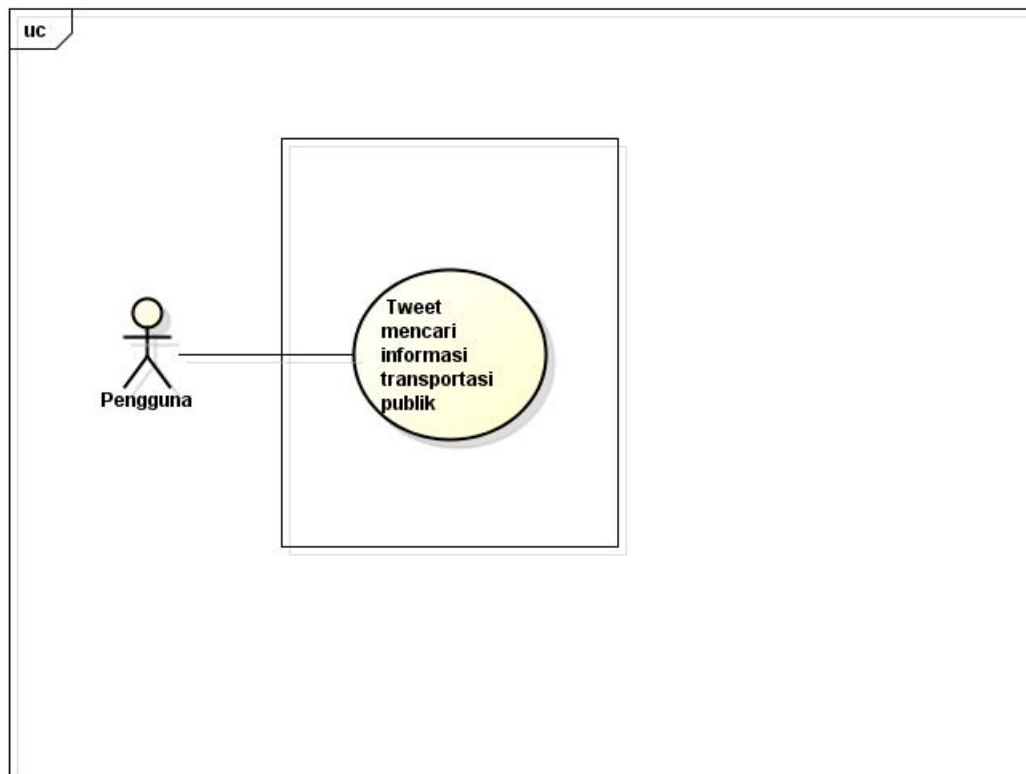 uc
Tweet
mencari
informasi
transportasi
publik
Pengguna